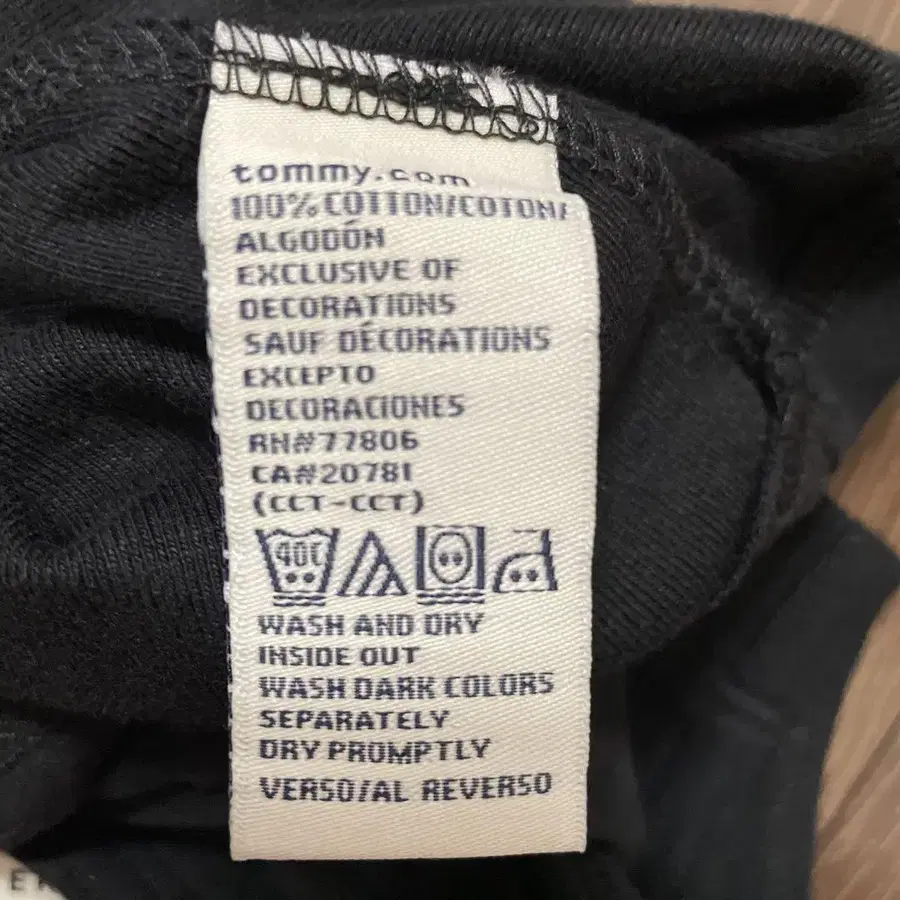 tommy.com
100% COTTON/COTON/
ALGODÓN
EXCLUSIVE OF
DECORATIONS
SAUF DÉCORATIONS
EXCEPTO
DECORACIONES
RN#77806
CA#20781
(CCT-CCT)
40C
WASH AND DRY
INSIDE OUT
WASH DARK COLORS
SEPARATELY
DRY PROMPTLY
VERSO/AL REVERSO